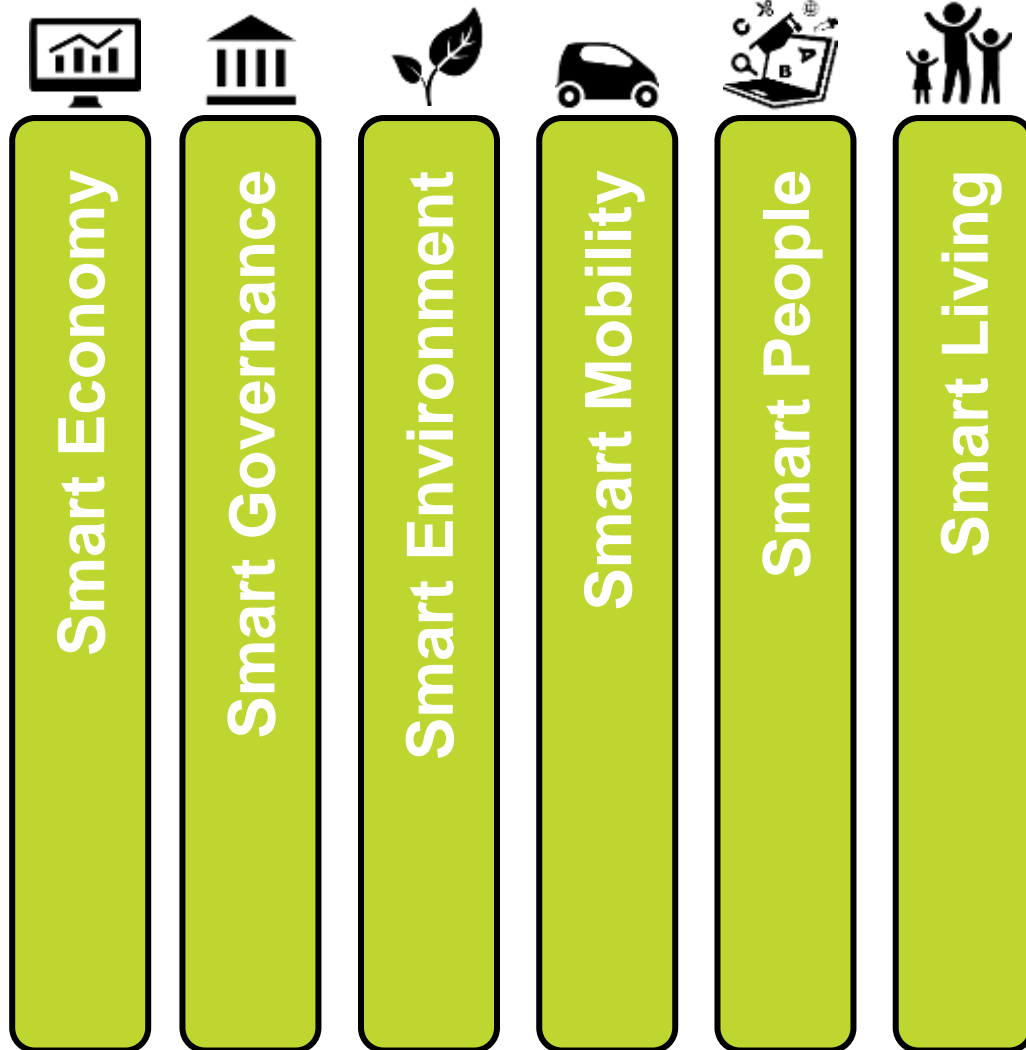 Smart Economy
Smart Governance
Smart Environment
Smart Mobility
Smart People
Smart Living
C
A
B